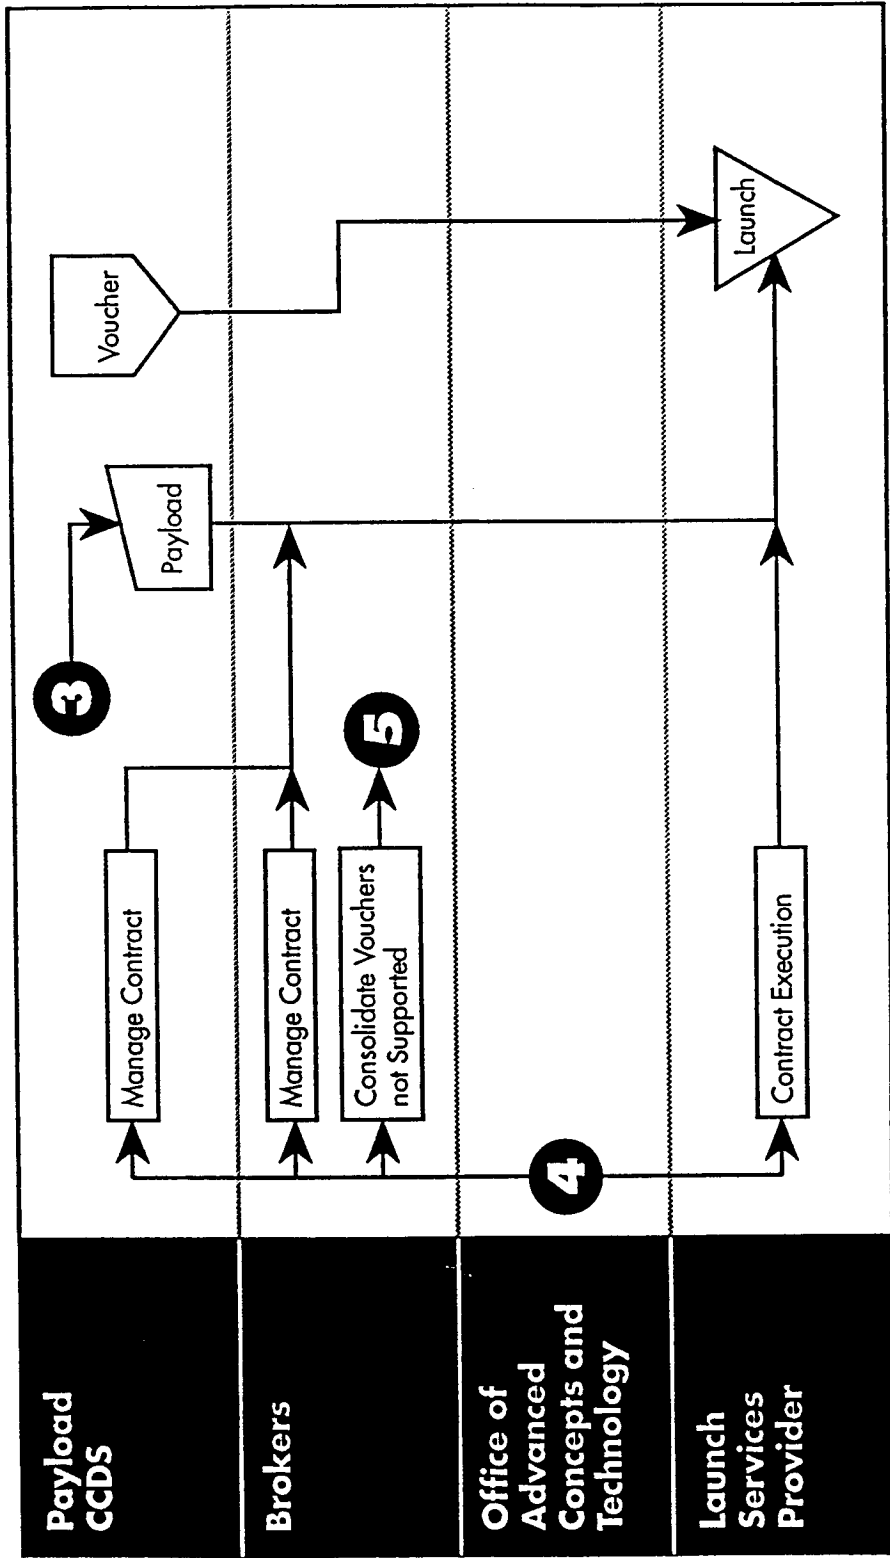 Payload
CCDS
Manage Contract
3
Payload
Voucher
Brokers
Manage Contract
Consolidate Vouchers
not Supported
5
Office of
Advanced
Concepts and
Technology
4
Launch
Services
Provider
Contract Execution
Launch